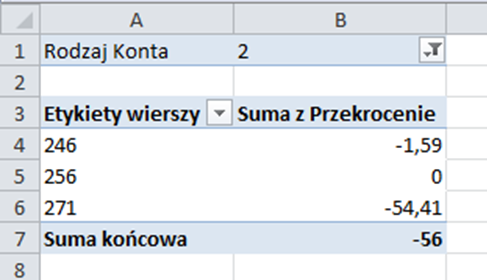 A B
1 Rodzaj Konta 2
2
3 Etykiety wierszy Suma z Przekrocenie
4 246 -1,59
5 256 0
6 271 -54,41
7 Suma końcowa -56
8